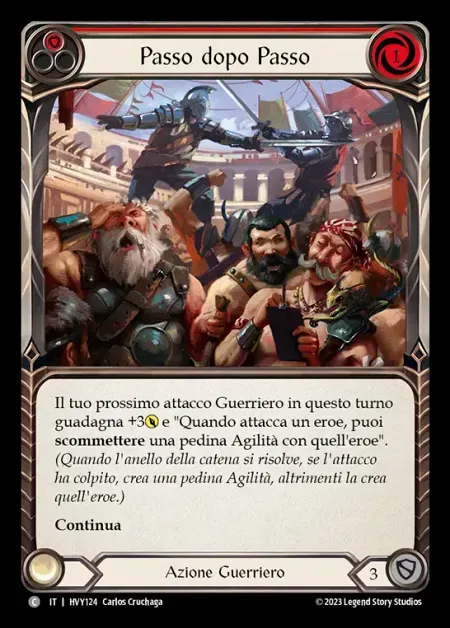 Passo dopo Passo
1
Il tuo prossimo attacco Guerriero in questo turno
guadagna +3 e "Quando attacca un eroe, puoi
scommettere una pedina Agilità con quell'eroe".
(Quando l'anello della catena si risolve, se l'attacco
ha colpito, crea una pedina Agilità, altrimenti la crea
quell'eroe.)
Continua
Azione Guerriero
3
C IT | HVY124 Carlos Cruchaga
© 2023 Legend Story Studios